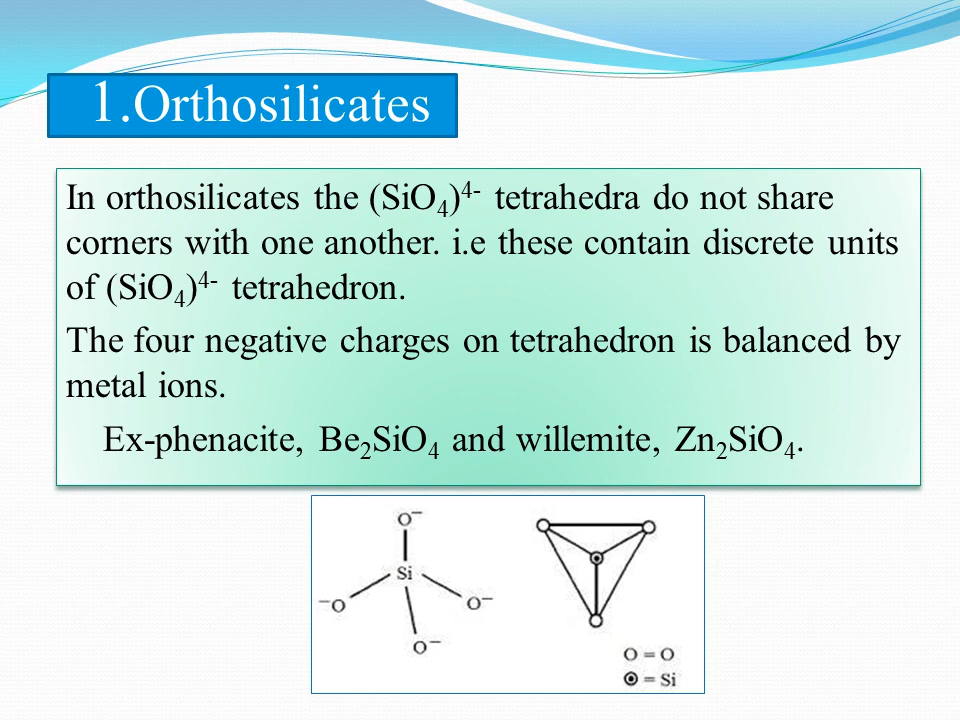 1.Orthosilicates
In orthosilicates the (SiO₄)⁴⁻ tetrahedra do not share
corners with one another. i.e these contain discrete units
of (SiO₄)⁴⁻ tetrahedron.
The four negative charges on tetrahedron is balanced by
metal ions.
Ex-phenacite, Be₂SiO₄ and willemite, Zn₂SiO₄.
O⁻
Si
⁻O
O⁻
O⁻
O = O
⦿ = Si